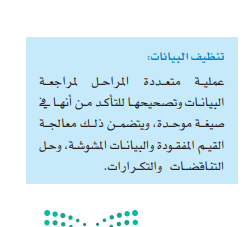 تنظيف البيانات:
عملية متعددة المراحل لمراجعة
البيانات وتصحيحها للتأكد من أنها في
صيغة موحدة، ويتضمن ذلك معالجة
القيم المفقودة والبيانات المشوشة، وحل
التناقضات والتكرارات.